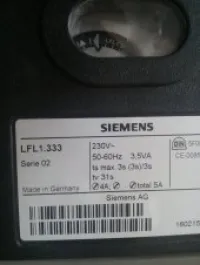 SIEMENS
LFL1.333
Serie 02
230V~
50-60Hz 3,5VA
ts max. 3s (3s)/3s
tv 31s
Made in Germany
⌀4A; ⌀ total 5A
Siemens AG
DIN